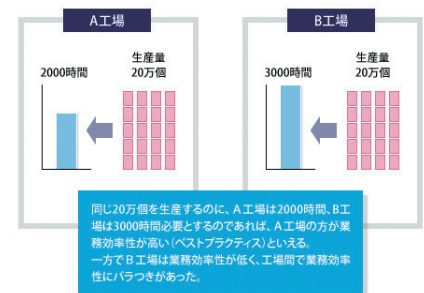 A工場
B工場
2000時間
生産量
20万個
3000時間
生産量
20万個
同じ20万個を生産するのに、A工場は2000時間、B工
場は3000時間必要とするのであれば、A工場の方が業
務効率性が高い(ベストプラクティス)といえる。
一方でB工場は業務効率性が低く、工場間で業務効率
性にバラつきがあった。